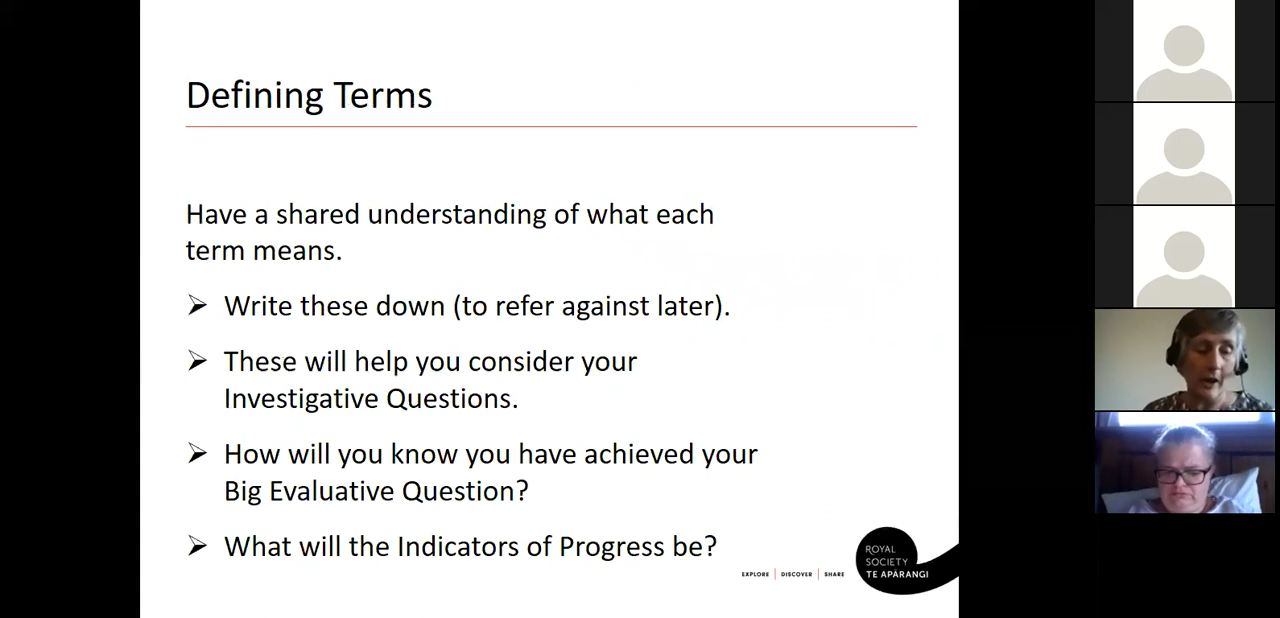 Defining Terms
Have a shared understanding of what each
term means.
➢ Write these down (to refer against later).
➢ These will help you consider your
Investigative Questions.
➢ How will you know you have achieved your
Big Evaluative Question?
➢ What will the Indicators of Progress be?
EXPLORE | DISCOVER | SHARE
ROYAL
SOCIETY
TE APĀRANGI